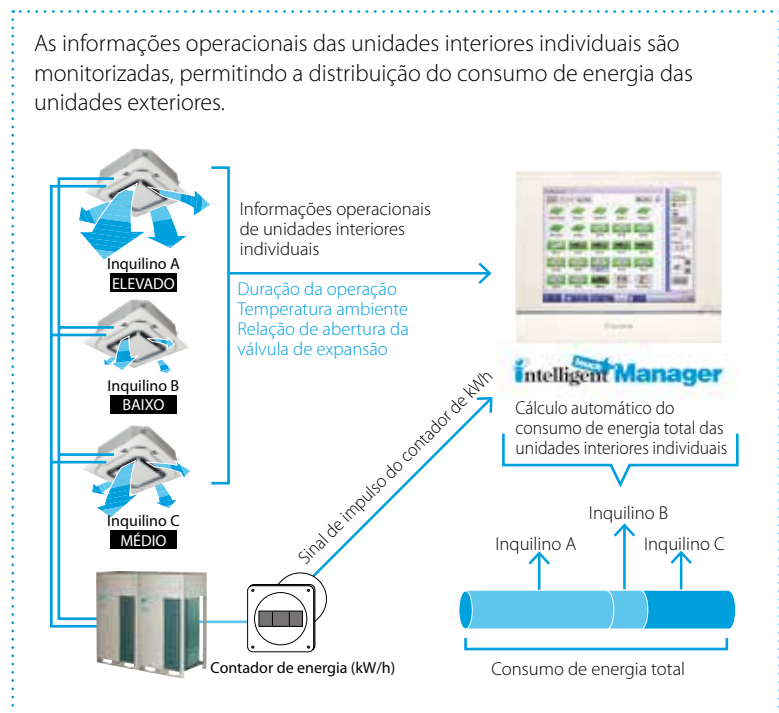 As informações operacionais das unidades interiores individuais são
monitorizadas, permitindo a distribuição do consumo de energia das
unidades exteriores.
Inquilino A
ELEVADO
Informações operacionais
de unidades interiores
individuais
Duração da operação
Temperatura ambiente
Relação de abertura da
válvula de expansão
Inquilino B
BAIXO
Inquilino C
MÉDIO
Sinal de impulso do contador de kWh
Contador de energia (kW/h)
intelligent Manager
Cálculo automático do
consumo de energia total das
unidades interiores individuais
Inquilino B
Inquilino A
Inquilino C
Consumo de energia total